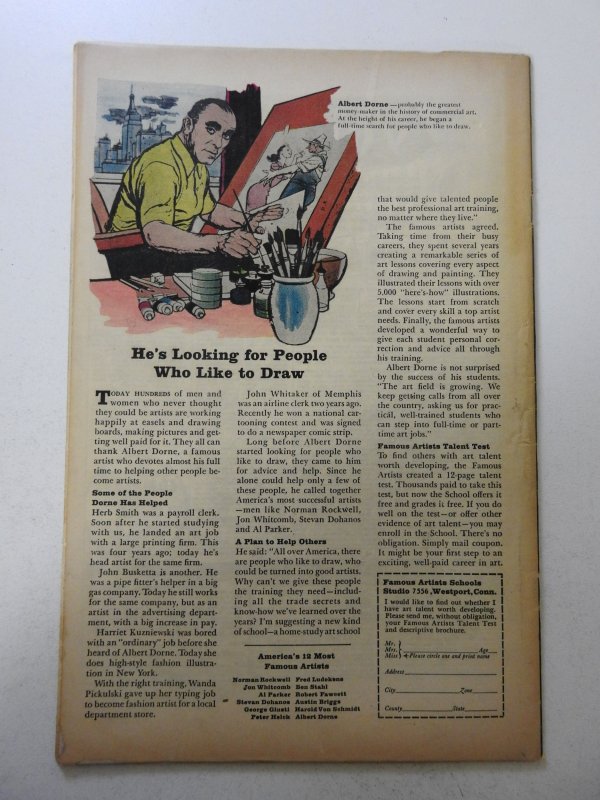 Albert Dorne — probably the greatest
money-maker in the history of commercial art.
At the height of his career, he began a
full-time search for people who like to draw.
He's Looking for People
Who Like to Draw
TODAY HUNDREDS of men and
women who never thought
they could be artists are working
happily at easels and drawing
boards, making pictures and get-
ting well paid for it. They all can
thank Albert Dorne, a famous
artist who devotes almost his full
time to helping other people be-
come artists.
Some of the People
Dorne Has Helped
Herb Smith was a payroll clerk.
Soon after he started studying
with us, he landed an art job
with a large printing firm. This
was four years ago; today he's
head artist for the same firm.
John Busketta is another. He
was a pipe fitter's helper in a big
gas company. Today he still works
for the same company, but as an
artist in the advertising depart-
ment, with a big increase in pay.
Harriet Kuzniewski was bored
with an "ordinary" job before she
heard of Albert Dorne. Today she
does high-style fashion illustra-
tion in New York.
With the right training, Wanda
Pickulski gave up her typing job
to become fashion artist for a local
department store.
John Whitaker of Memphis
was an airline clerk two years ago.
Recently he won a national car-
tooning contest and was signed
to do a newspaper comic strip.
Long before Albert Dorne
started looking for people who
like to draw, they came to him
for advice and help. Since he
alone could help only a few of
these people, he called together
America's most successful artists
—men like Norman Rockwell,
Jon Whitcomb, Stevan Dohanos
and Al Parker.
A Plan to Help Others
He said: "All over America, there
are people who like to draw, who
could be turned into good artists.
Why can't we give these people
the training they need—includ-
ing all the trade secrets and
know-how we've learned over the
years? I'm suggesting a new kind
of school—a home-study art school
that would give talented people
the best professional art training,
no matter where they live."
The famous artists agreed.
Taking time from their busy
careers, they spent several years
creating a remarkable series of
art lessons covering every aspect
of drawing and painting. They
illustrated their lessons with over
5,000 "here's-how" illustrations.
The lessons start from scratch
and cover every skill a top artist
needs. Finally, the famous artists
developed a wonderful way to
give each student personal cor-
rection and advice all through
his training.
Albert Dorne is not surprised
by the success of his students.
"The art field is growing. We
keep getting calls from all over
the country, asking us for prac-
tical, well-trained students who
can step into full-time or part-
time art jobs."
Famous Artists Talent Test
To find others with art talent
worth developing, the Famous
Artists created a 12-page talent
test. Thousands paid to take this
test, but now the School offers it
free and grades it free. If you do
well on the test—or offer other
evidence of art talent—you may
enroll in the School. There's no
obligation. Simply mail coupon.
It might be your first step to an
exciting, well-paid career in art.
America's 12 Most
Famous Artists
Norman Rockwell Fred Ludekens
Jon Whitcomb Ben Stahl
Al Parker Robert Fawcett
Stevan Dohanos Austin Briggs
George Giusti Harold Von Schmidt
Peter Helck Albert Dorne
Famous Artists Schools
Studio 7356, Westport, Conn.
I would like to find out whether I
have art talent worth developing.
Please send me, without obligation,
your Famous Artists Talent Test
and descriptive brochure.
Mr.
Mrs. Age
Miss Please circle one and print name
Address
City Zone
County State